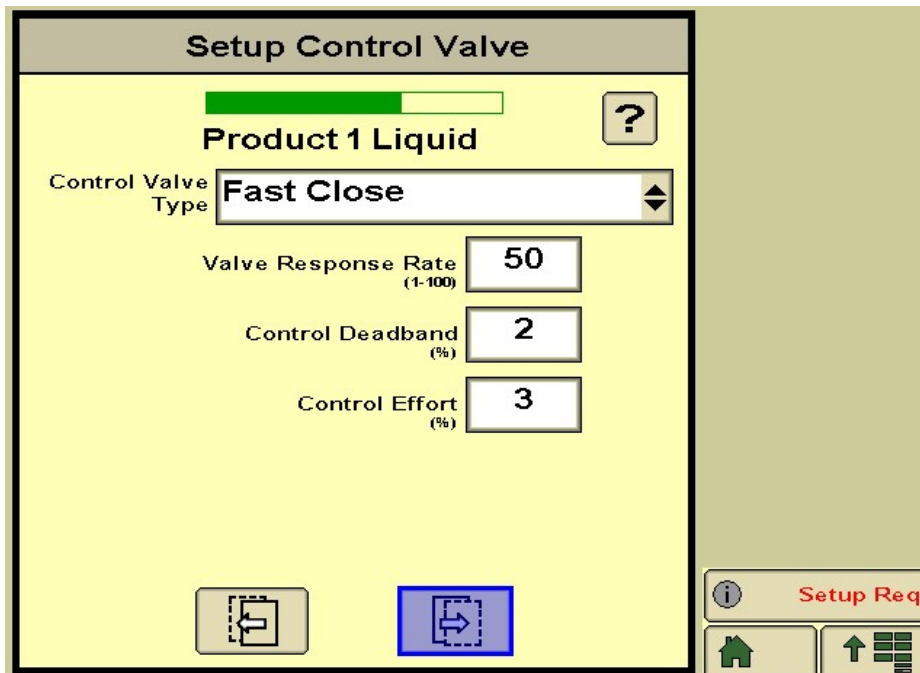 Setup Control Valve
?
Product 1 Liquid
Control Valve
Type
Fast Close
Valve Response Rate
(1-100)
50
Control Deadband
(%)
2
Control Effort
(%)
3
Setup Req